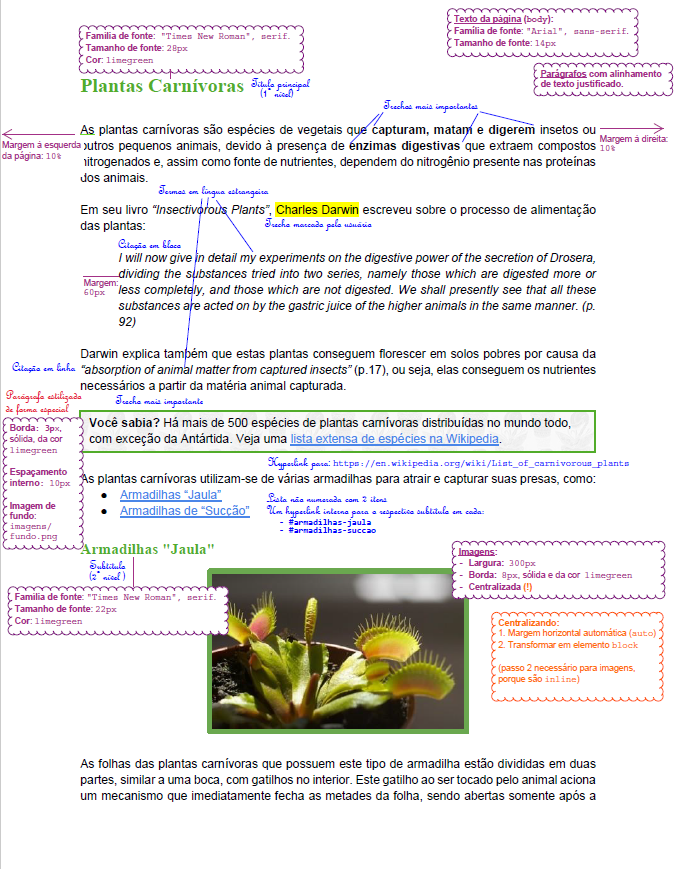 Família de fonte: "Times New Roman", serif.
Tamanho de fonte: 28px
Cor: limegreen
Texto da página (body):
Família de fonte: "Arial", sans-serif.
Tamanho de fonte: 14px
Parágrafos com alinhamento
de texto justificado.
Plantas Carnívoras
Título principal
(1° nível)
Trechos mais importantes
As plantas carnívoras são espécies de vegetais que capturam, matam e digerem insetos ou
outros pequenos animais, devido à presença de enzimas digestivas que extraem compostos
nitrogenados e, assim como fonte de nutrientes, dependem do nitrogênio presente nas proteínas
dos animais.
Margem à esquerda
da página: 10%
Margem à direita:
10%
Termos em língua estrangeira
Em seu livro “Insectivorous Plants”, Charles Darwin escreveu sobre o processo de alimentação
das plantas:
Trecho marcado pelo usuário
Citação em bloco
I will now give in detail my experiments on the digestive power of the secretion of Drosera,
dividing the substances tried into two series, namely those which are digested more or
less completely, and those which are not digested. We shall presently see that all these
substances are acted on by the gastric juice of the higher animals in the same manner. (p.
92)
Margem:
60px
Darwin explica também que estas plantas conseguem florescer em solos pobres por causa da
“absorption of animal matter from captured insects” (p.17), ou seja, elas conseguem os nutrientes
necessários a partir da matéria animal capturada.
Citação em linha
Parágrafo estilizado
de forma especial
Trecho mais importante
Borda: 3px,
sólida, da cor
limegreen
Espaçamento
interno: 10px
Imagem de
fundo:
imagens/
fundo.png
Você sabia? Há mais de 500 espécies de plantas carnívoras distribuídas no mundo todo,
com exceção da Antártida. Veja uma lista extensa de espécies na Wikipedia.
Hyperlink para: https://en.wikipedia.org/wiki/List_of_carnivorous_plants
As plantas carnívoras utilizam-se de várias armadilhas para atrair e capturar suas presas, como:
● Armadilhas “Jaula”
● Armadilhas de “Sucção”
Lista não numerada com 2 itens
Um hyperlink interno para o respectivo subtítulo em cada:
- #armadilhas-jaula
- #armadilhas-succao
Armadilhas "Jaula"
Subtítulo
(2° nível)
Família de fonte: "Times New Roman", serif.
Tamanho de fonte: 22px
Cor: limegreen
Imagens:
- Largura: 300px
- Borda: 8px, sólida e da cor limegreen
- Centralizada (!)
Centralizando:
1. Margem horizontal automática (auto)
2. Transformar em elemento block
(passo 2 necessário para imagens,
porque são inline)
As folhas das plantas carnívoras que possuem este tipo de armadilha estão divididas em duas
partes, similar a uma boca, com gatilhos no interior. Este gatilho ao ser tocado pelo animal aciona
um mecanismo que imediatamente fecha as metades da folha, sendo abertas somente após a